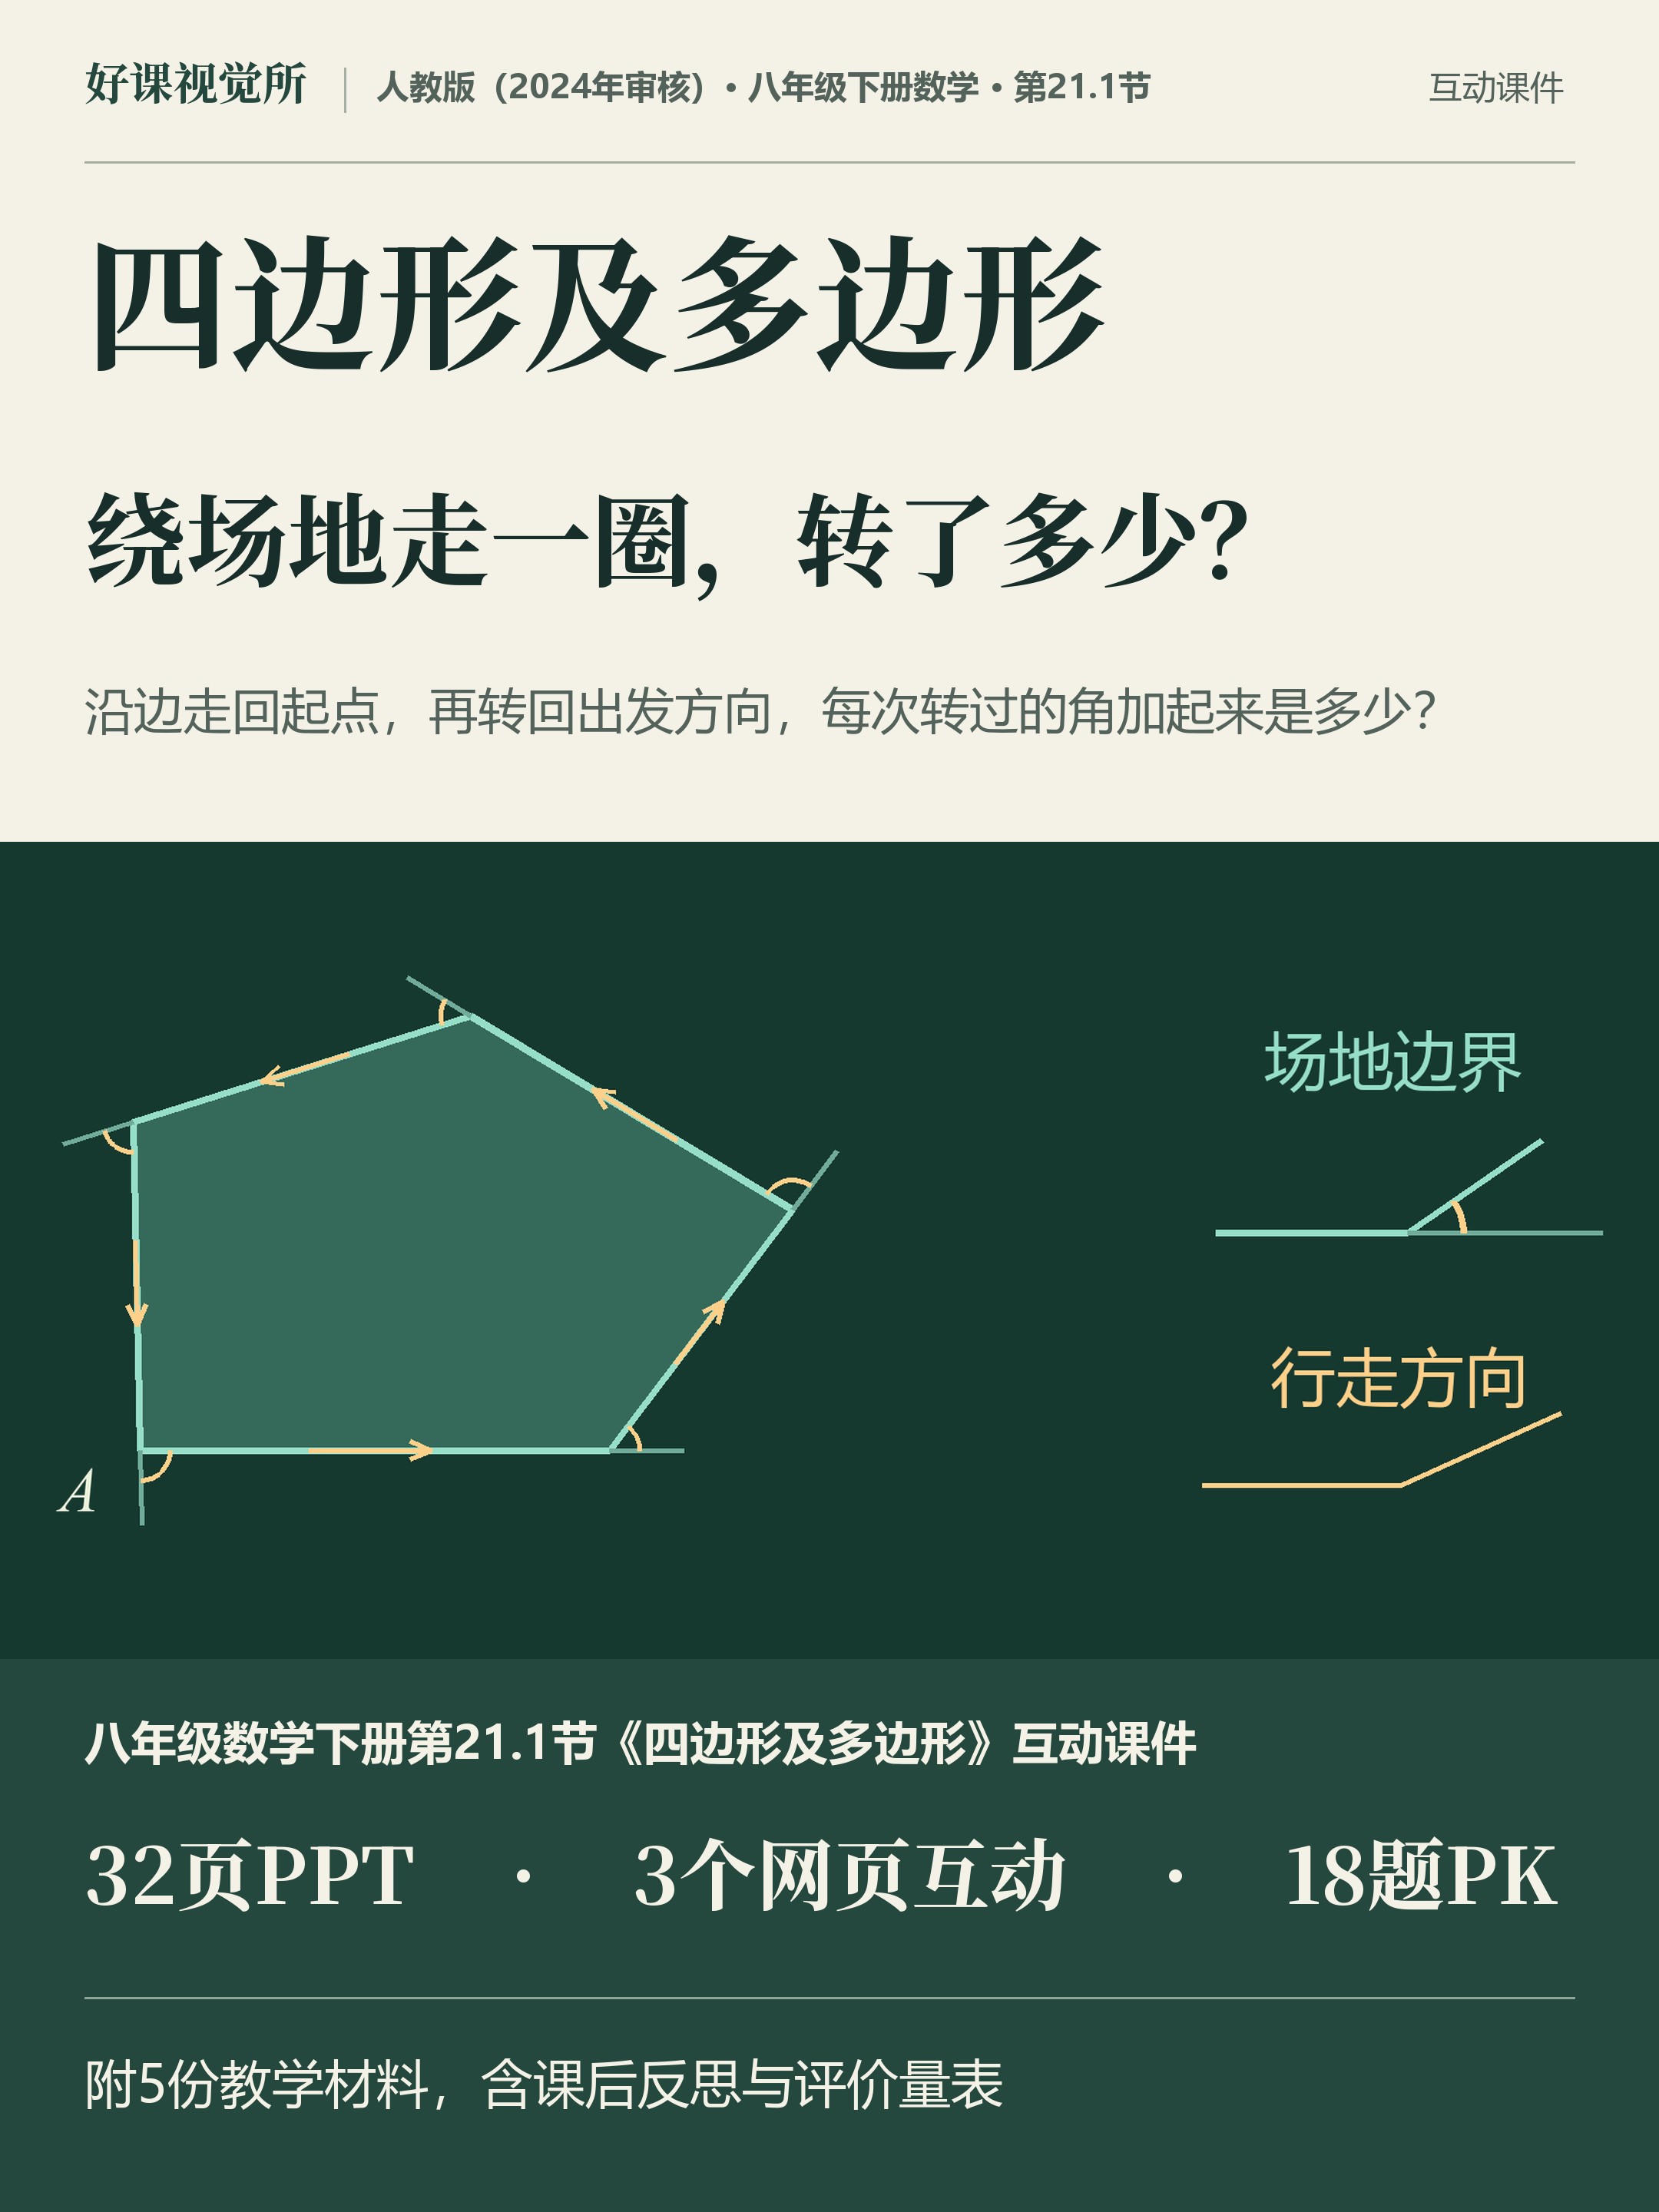 好课视觉所
人教版（2024年审核）·八年级下册数学·第21.1节
互动课件
四边形及多边形
绕场地走一圈，转了多少？
沿边走回起点，再转回出发方向，每次转过的角加起来是多少？
场地边界
行走方向
A
八年级数学下册第21.1节《四边形及多边形》互动课件
32页PPT · 3个网页互动 · 18题PK
附5份教学材料，含课后反思与评价量表